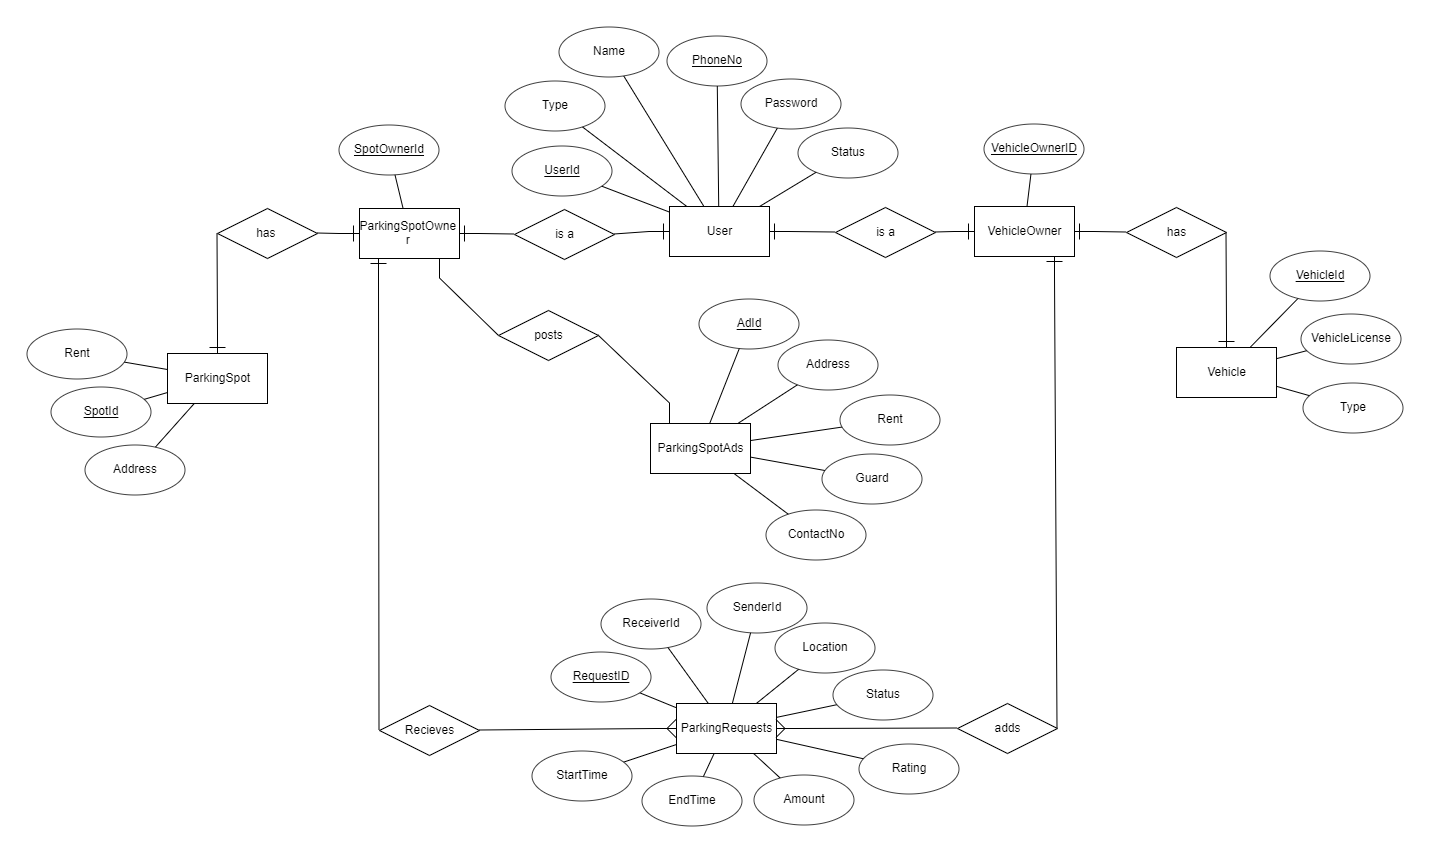 Name
PhoneNo
Type
Password
SpotOwnerId
VehicleOwnerID
Status
UserId
has
ParkingSpotOwne
r
is a
User
is a
VehicleOwner
has
VehicleId
posts
AdId
VehicleLicense
Rent
Address
ParkingSpot
Vehicle
SpotId
Rent
Type
ParkingSpotAds
Address
Guard
ContactNo
SenderId
ReceiverId
Location
RequestID
Status
Recieves
ParkingRequests
adds
StartTime
Rating
EndTime
Amount